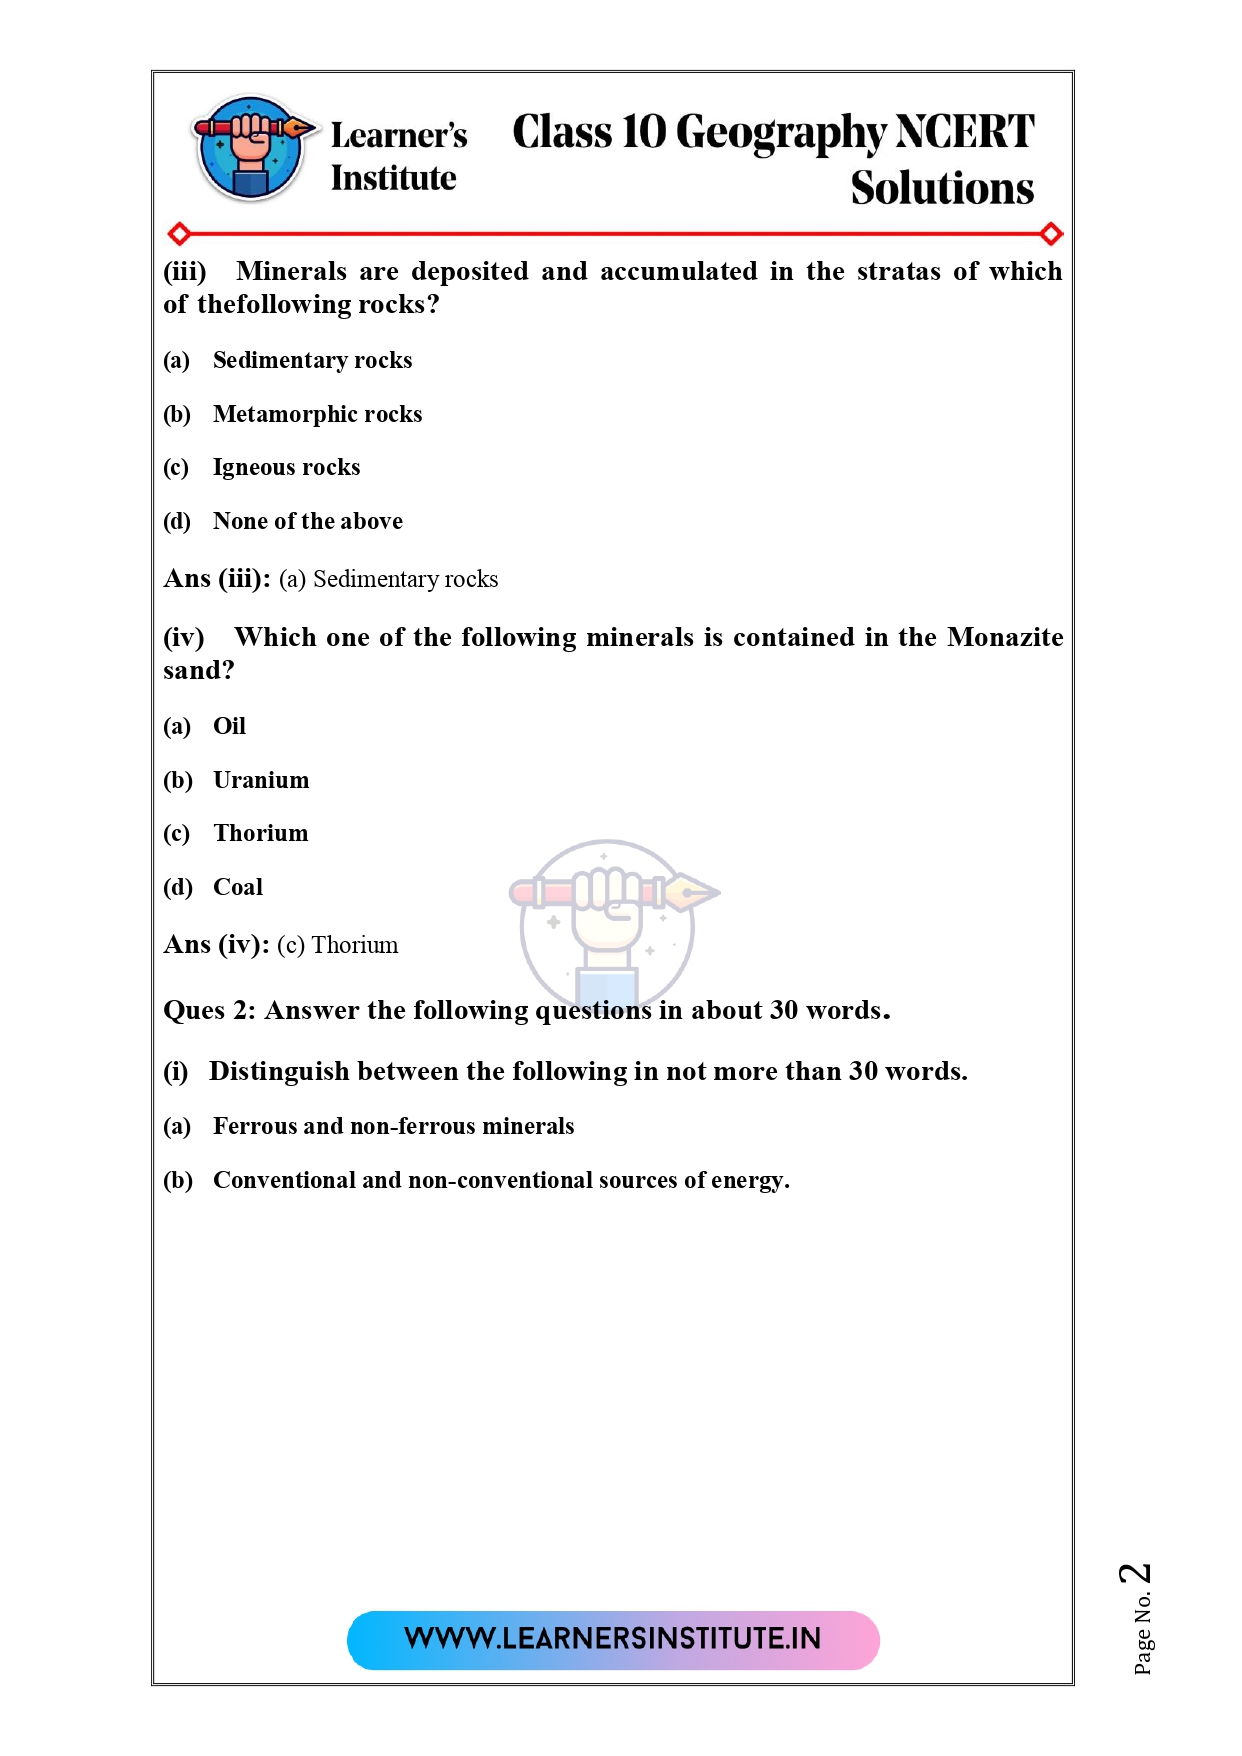 Learner's
Institute
Class 10 Geography NCERT
Solutions
(iii) Minerals are deposited and accumulated in the stratas of which
of thefollowing rocks?
(a) Sedimentary rocks
(b) Metamorphic rocks
(c) Igneous rocks
(d) None of the above
Ans (iii): (a) Sedimentary rocks
(iv) Which one of the following minerals is contained in the Monazite
sand?
(a) Oil
(b) Uranium
(c) Thorium
(d) Coal
Ans (iv): (c) Thorium
Ques 2: Answer the following questions in about 30 words.
(i) Distinguish between the following in not more than 30 words.
(a) Ferrous and non-ferrous minerals
(b) Conventional and non-conventional sources of energy.
WWW.LEARNERSINSTITUTE.IN
Page No. 2